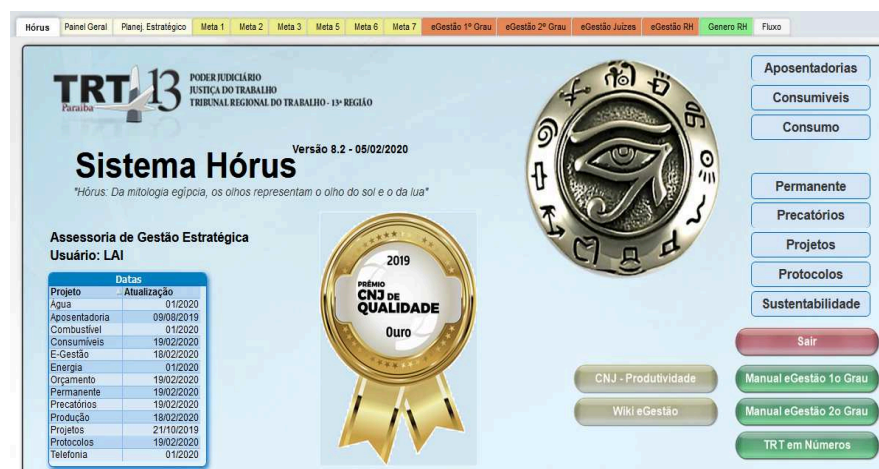 Hórus Painel Geral Planej. Estratégico Meta 1 Meta 2 Meta 3 Meta 5 Meta 6 Meta 7 eGestão 1º Grau eGestão 2º Grau eGestão Juízes eGestão RH Genero RH Fluxo
TRT 13
Paraíba
PODER JUDICIÁRIO
JUSTIÇA DO TRABALHO
TRIBUNAL REGIONAL DO TRABALHO - 13ª REGIÃO
Versão 8.2 - 05/02/2020
Sistema Hórus
"Hórus: Da mitologia egípcia, os olhos representam o olho do sol e o da lua"
Assessoria de Gestão Estratégica
Usuário: LAI
Datas
Projeto Atualização
Água 01/2020
Aposentadoria 09/08/2019
Combustível 01/2020
Consumíveis 19/02/2020
E-Gestão 18/02/2020
Energia 01/2020
Orçamento 19/02/2020
Permanente 19/02/2020
Precatórios 19/02/2020
Produção 18/02/2020
Projetos 21/10/2019
Protocolos 19/02/2020
Telefonia 01/2020
2019
PRÊMIO
CNJ DE
QUALIDADE
Ouro
Aposentadorias
Consumiveis
Consumo
Permanente
Precatórios
Projetos
Protocolos
Sustentabilidade
Sair
CNJ - Produtividade
Manual eGestão 1o Grau
Wiki eGestão
Manual eGestão 2o Grau
TRT em Números